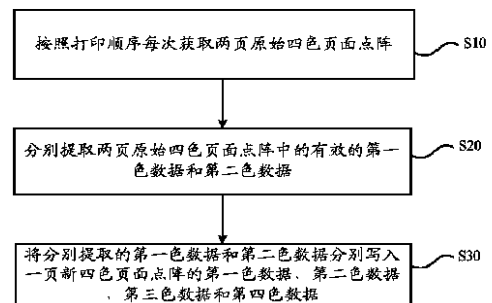 按照打印顺序每次获取两页原始四色页面点阵
S10
分别提取两页原始四色页面点阵中的有效的第一
色数据和第二色数据
S20
将分别提取的第一色数据和第二色数据分别写入
一页新四色页面点阵的第一色数据、第二色数据
、第三色数据和第四色数据
S30